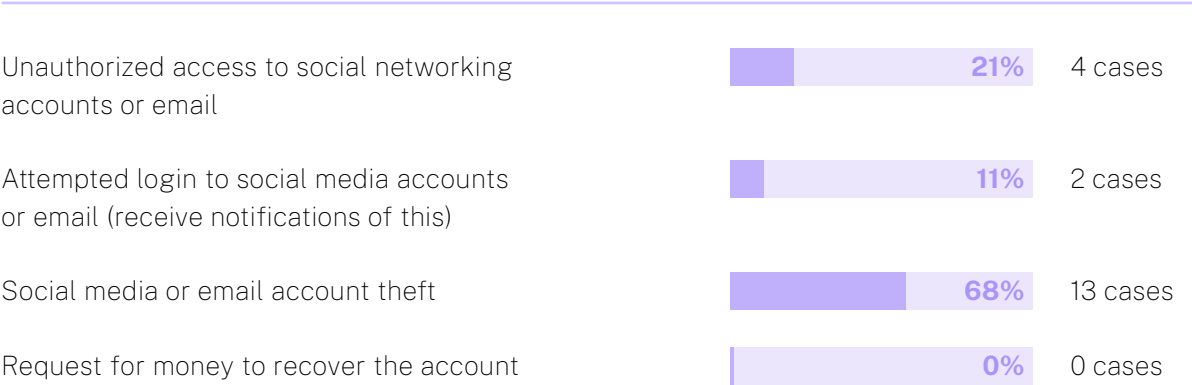 Unauthorized access to social networking
accounts or email
21%
4 cases
Attempted login to social media accounts
or email (receive notifications of this)
11%
2 cases
Social media or email account theft
68%
13 cases
Request for money to recover the account
0%
0 cases